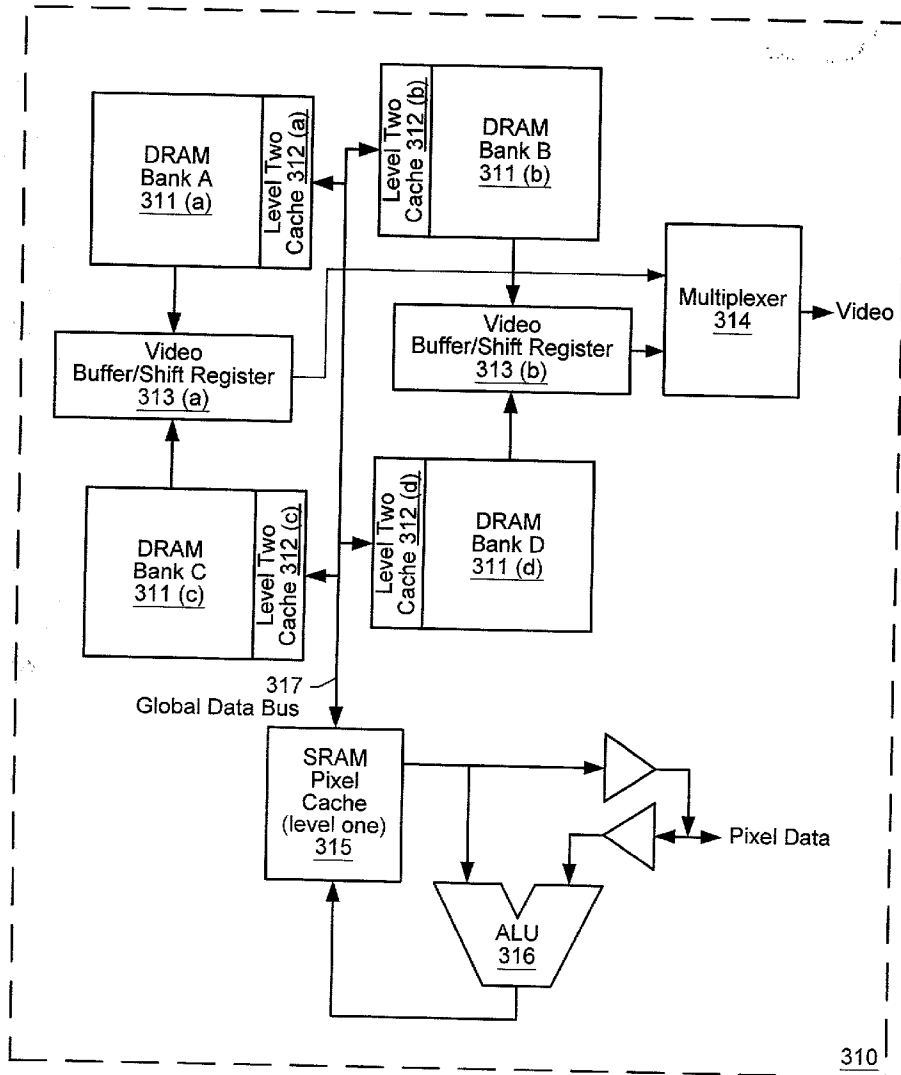 DRAM
Bank A
311 (a)
Level Two
Cache 312 (a)
Level Two
Cache 312 (b)
DRAM
Bank B
311 (b)
Multiplexer
314
Video
Video
Buffer/Shift Register
313 (a)
Video
Buffer/Shift Register
313 (b)
DRAM
Bank C
311 (c)
Level Two
Cache 312 (c)
Level Two
Cache 312 (d)
DRAM
Bank D
311 (d)
317
Global Data Bus
SRAM
Pixel
Cache
(level one)
315
Pixel Data
ALU
316
310